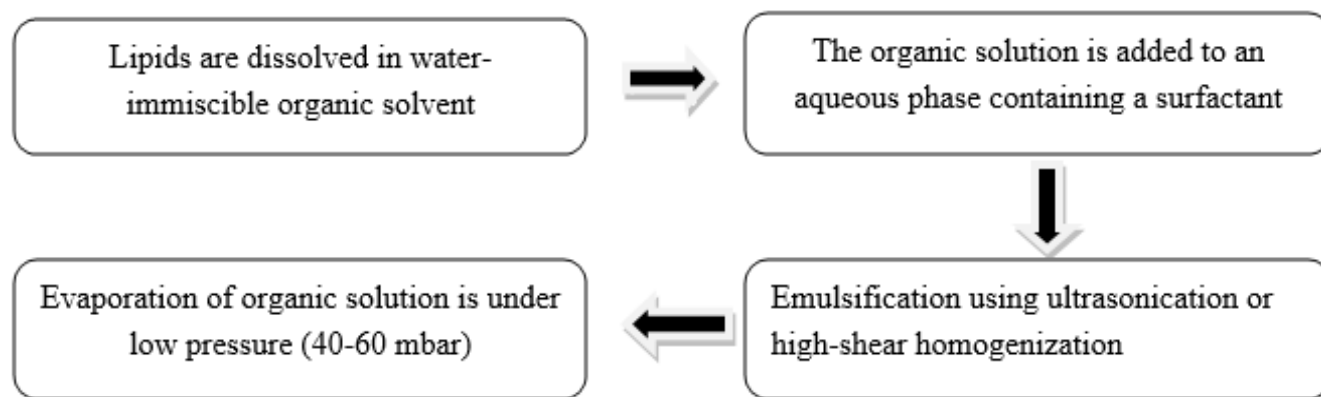 Lipids are dissolved in water-
immiscible organic solvent
The organic solution is added to an
aqueous phase containing a surfactant
Emulsification using ultrasonication or
high-shear homogenization
Evaporation of organic solution is under
low pressure (40-60 mbar)